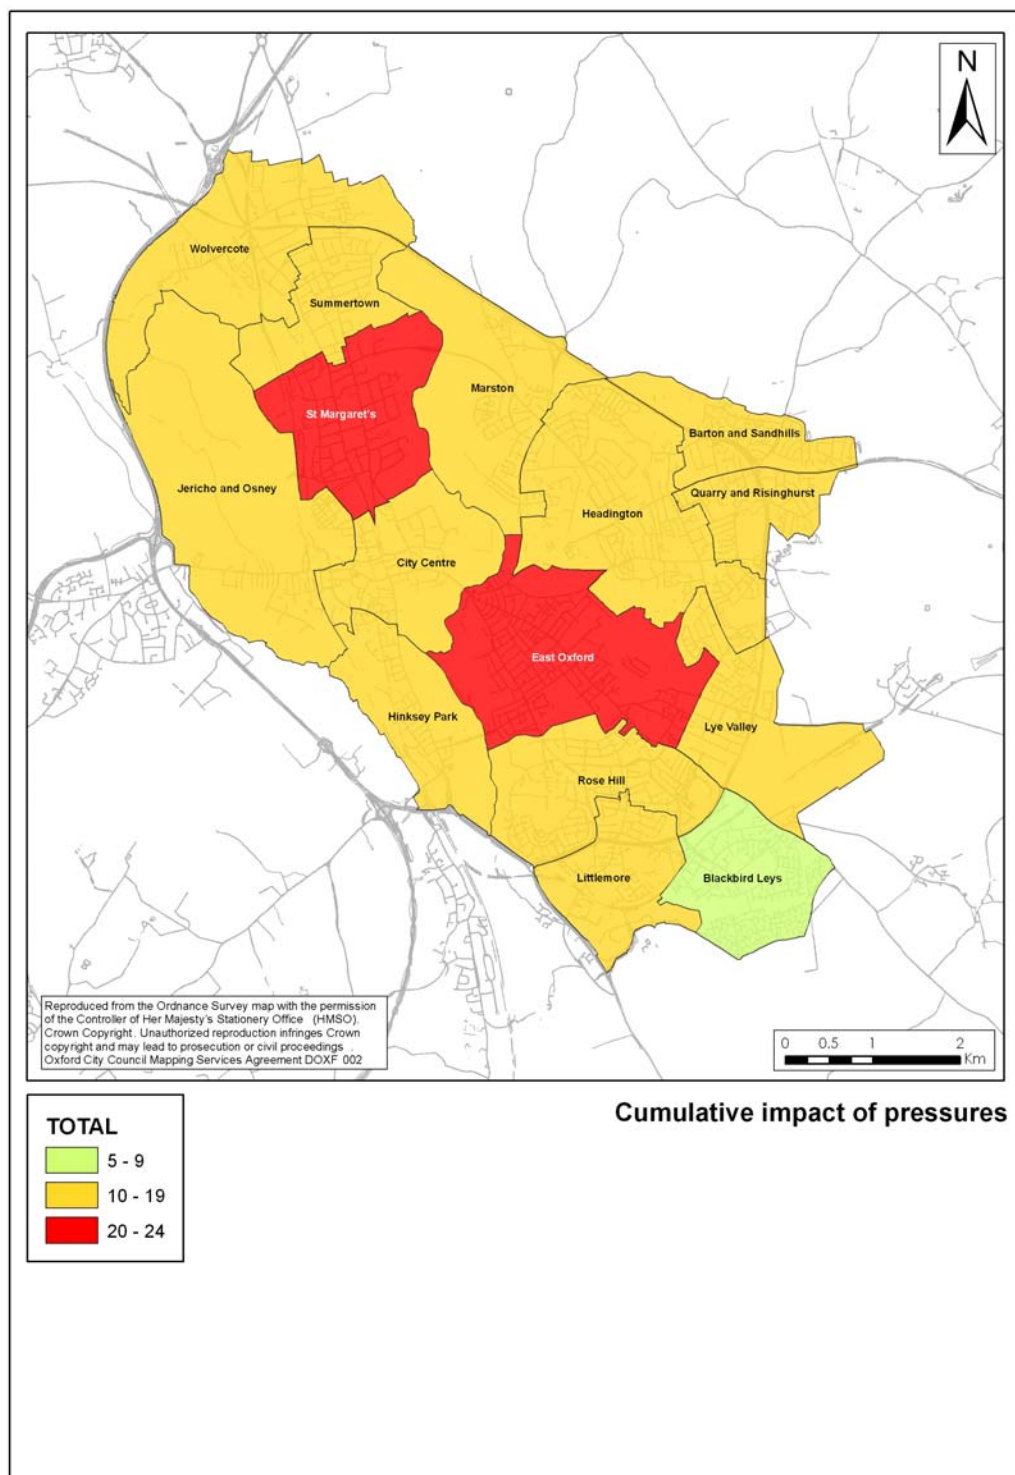 N
Wolvercote
Summertown
Marston
St Margaret's
Barton and Sandhills
Jericho and Osney
Quarry and Risinghurst
Headington
City Centre
East Oxford
Hinksey Park
Lye Valley
Rose Hill
Littlemore
Blackbird Leys
Reproduced from the Ordnance Survey map with the permission
of the Controller of Her Majesty's Stationery Office (HMSO).
Crown Copyright. Unauthorized reproduction infringes Crown
copyright and may lead to prosecution or civil proceedings .
Oxford City Council Mapping Services Agreement DOXF 002
0 0.5 1 2
Km
Cumulative impact of pressures
TOTAL
5 - 9
10 - 19
20 - 24